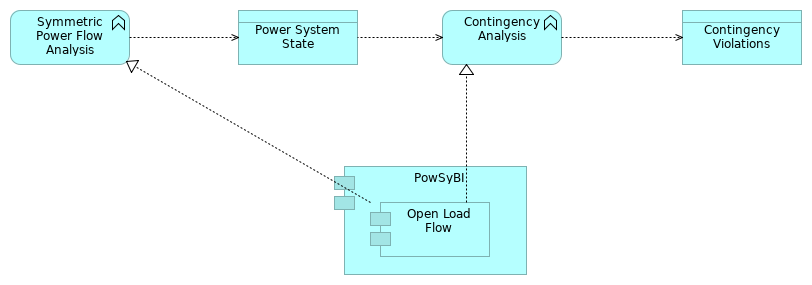 Symmetric
Power Flow
Analysis
Power System
State
Contingency
Analysis
Contingency
Violations
PowSyBl
Open Load
Flow